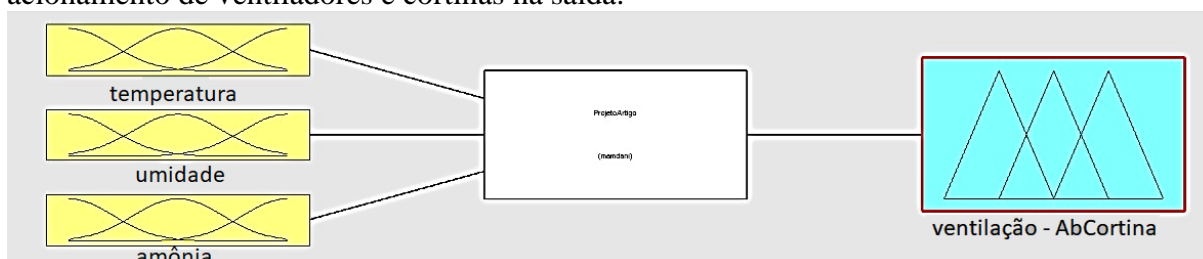 acionamento de ventiladores e cortinas na saída.
temperatura
umidade
amônia
ProjetoArtigo
(mamdani)
ventilação - AbCortina